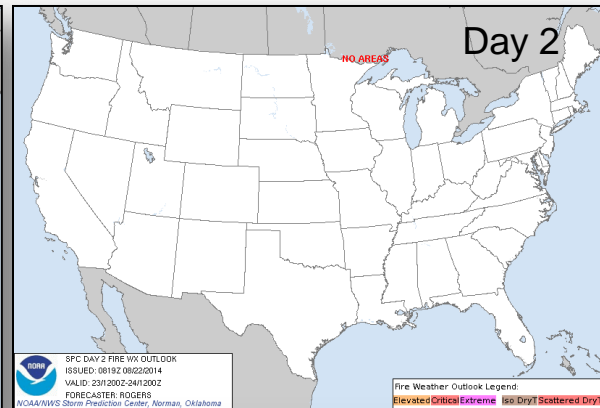 Day 2
NO AREAS
NOAA
SPC DAY 2 FIRE WX OUTLOOK
ISSUED: 0819Z 08/22/2014
VALID: 23/1200Z-24/1200Z
FORECASTER: ROGERS
NOAA/NWS Storm Prediction Center, Norman, Oklahoma
Fire Weather Outlook Legend:
Elevated Critical Extreme Iso DryT Scattered DryT